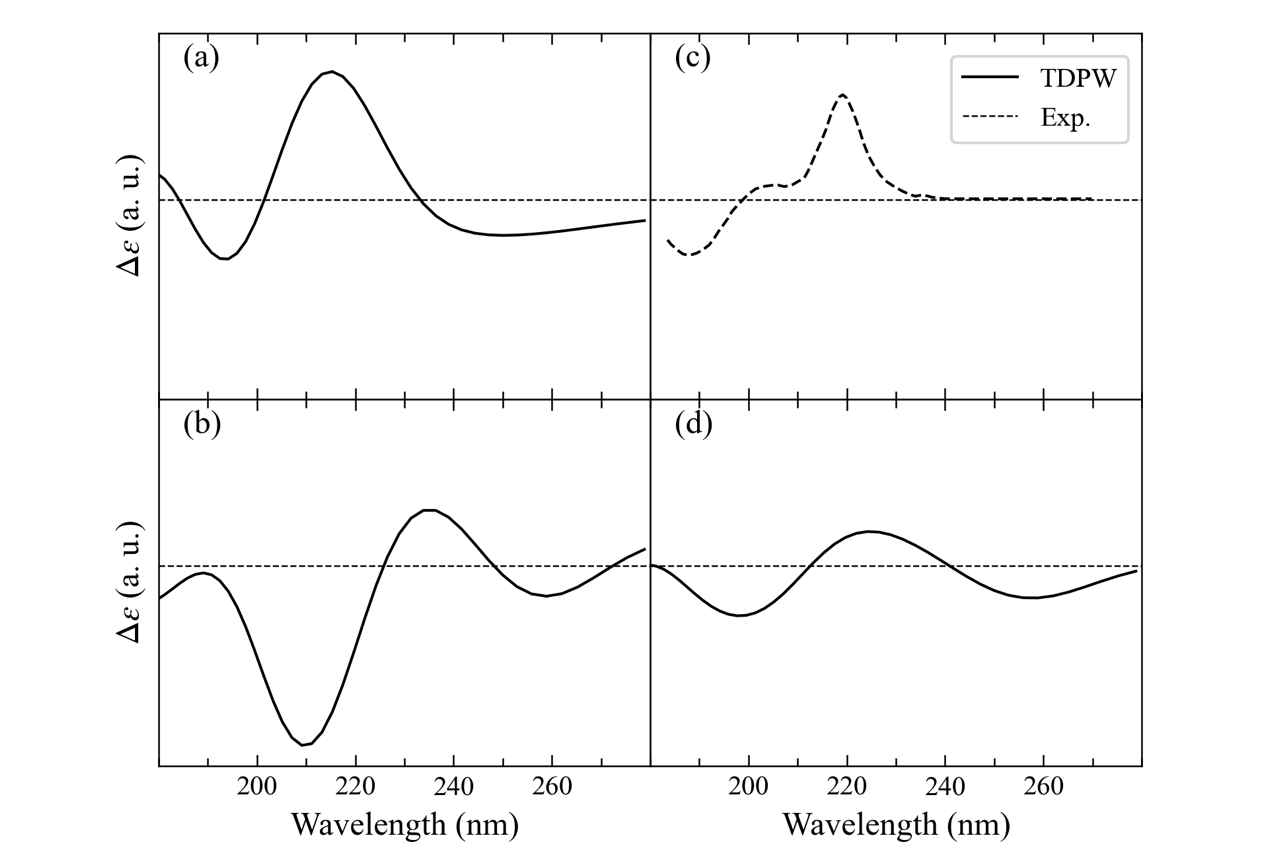 (a)
(c)
TDPW
Exp.
Δε (a. u.)
(b)
(d)
Δε (a. u.)
200 220 240 260
200 220 240 260
Wavelength (nm)
Wavelength (nm)